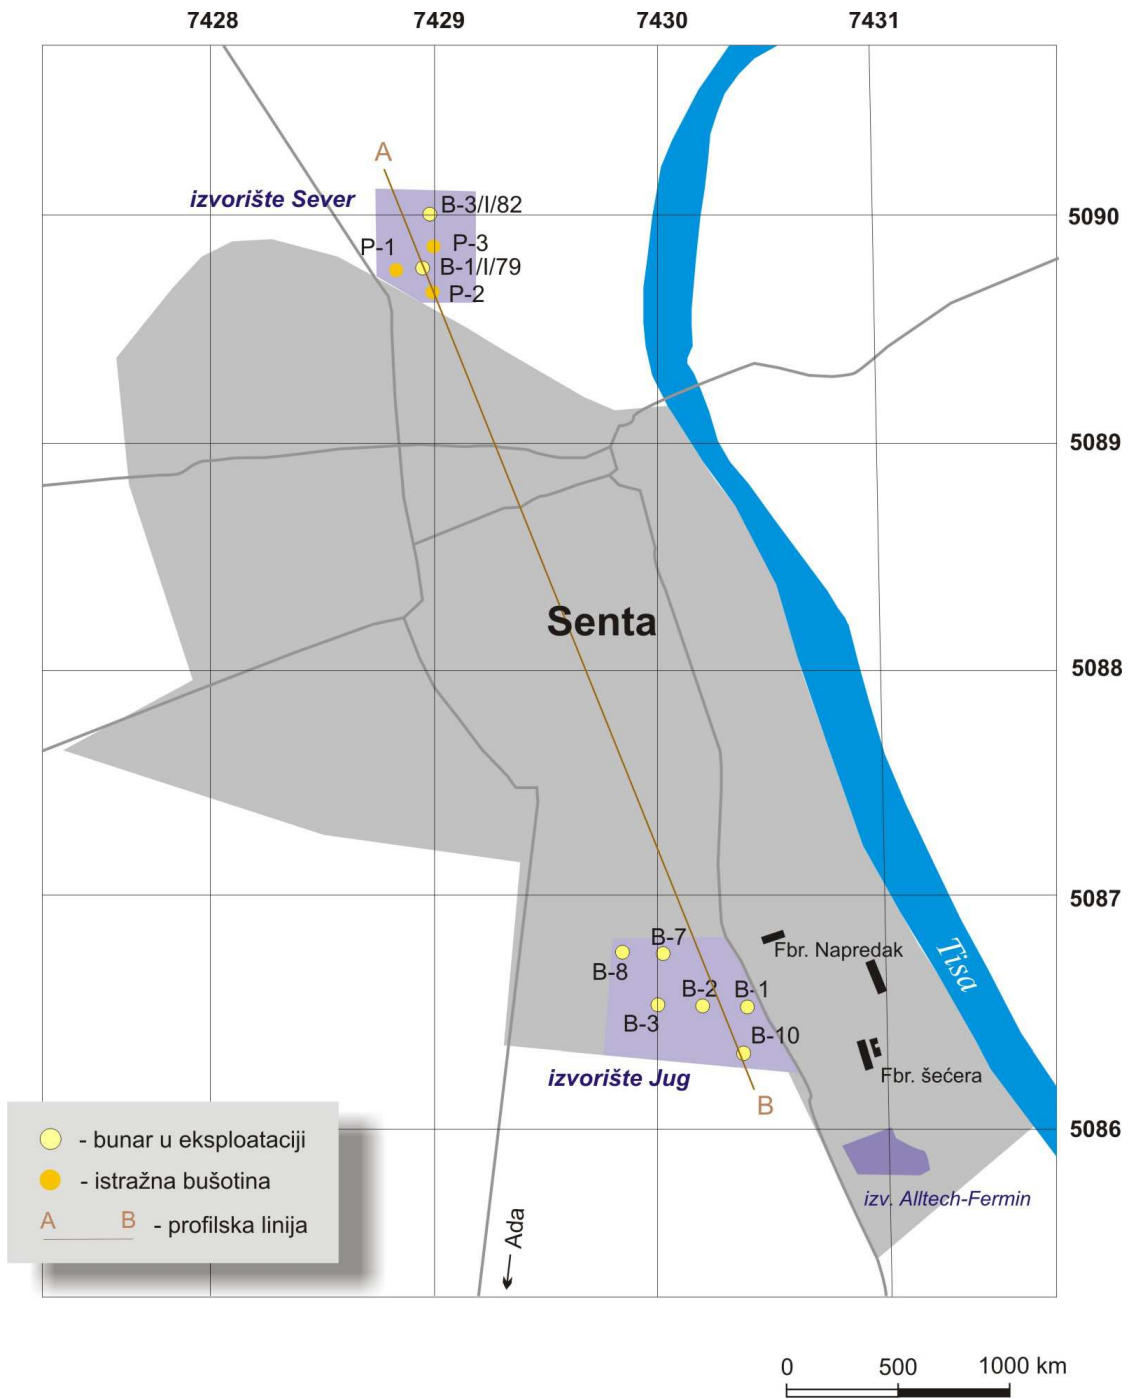 7428 7429 7430 7431
A
izvorište Sever
B-3/I/82
5090
P-1
P-3
B-1/I/79
P-2
5089
Senta
5088
5087
B-7
Fbr. Napredak
Tisa
B-8
B-2
B-1
B-3
B-10
Fbr. šećera
izvorište Jug
B
5086
izv. Alltech-Fermin
Ada
- bunar u eksploataciji
- istražna bušotina
A B - profilska linija
0 500 1000 km